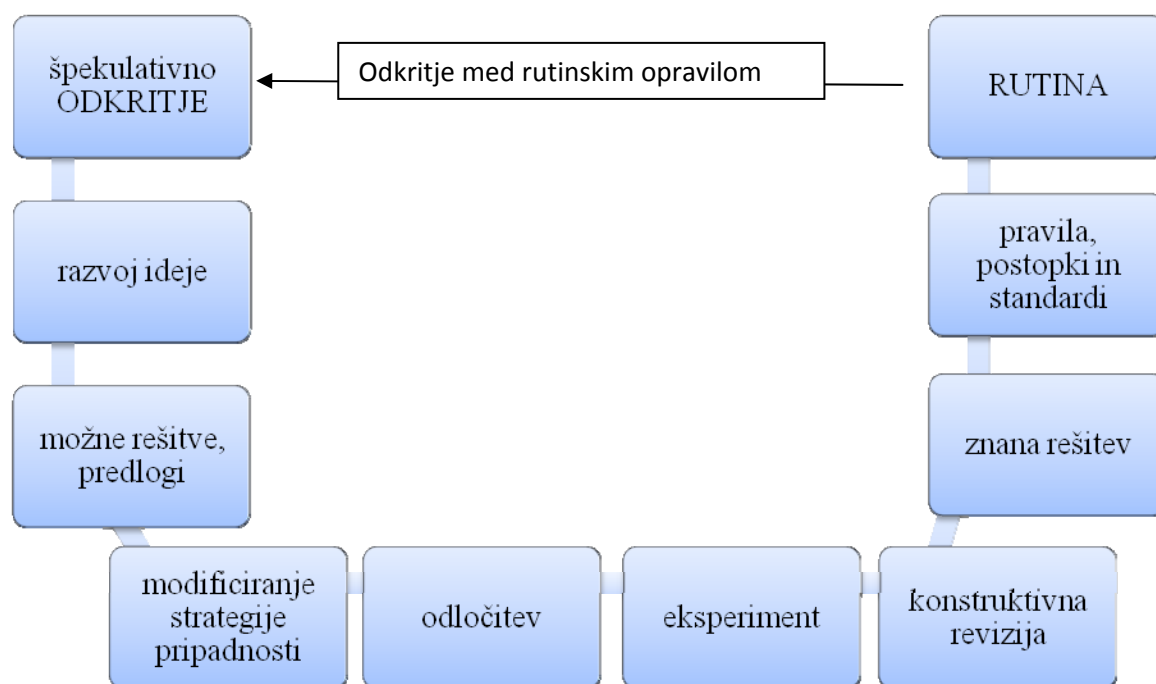 špekulativno
ODKRITJE
Odkritje med rutinskim opravilom
RUTINA
razvoj ideje
pravila,
postopki in
standardi
možne rešitve,
predlogi
znana rešitev
modificiranje
strategije
pripadnosti
odločitev
eksperiment
konstruktivna
revizija